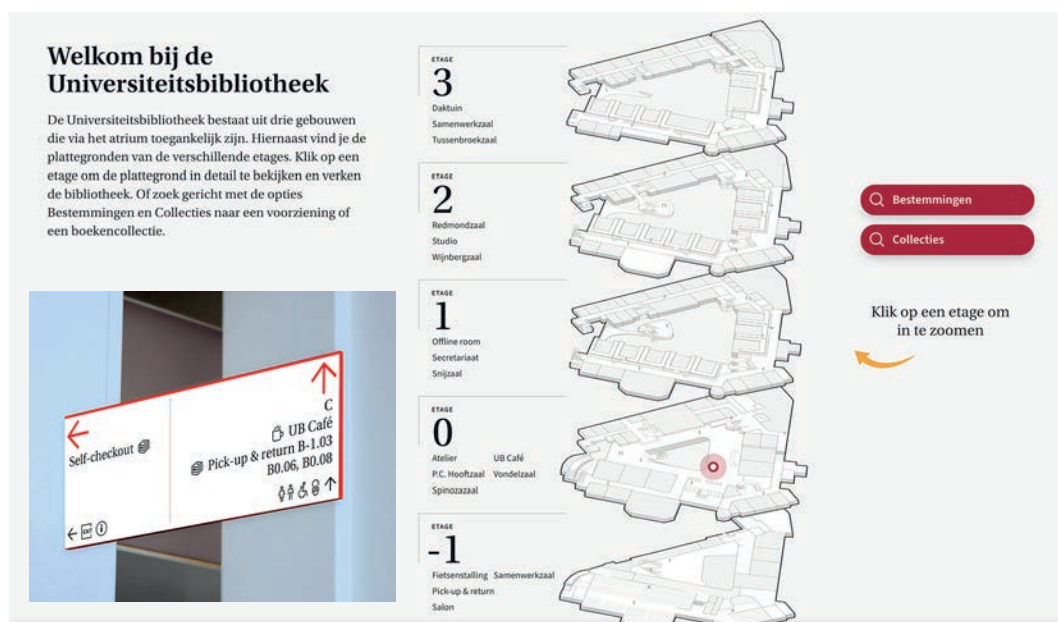 Welkom bij de
Universiteitsbibliotheek
De Universiteitsbibliotheek bestaat uit drie gebouwen
die via het atrium toegankelijk zijn. Hiernaast vind je de
plattegronden van de verschillende etages. Klik op een
etage om de plattegrond in detail te bekijken en verken
de bibliotheek. Of zoek gericht met de opties
Bestemmingen en Collecties naar een voorziening of
een boekencollectie.
Self-checkout
EXIT
C
UB Café
Pick-up & return B-1.03
B0.06, B0.08
ETAGE
3
Daktuin
Samenwerkzaal
Tussenbroekzaal
ETAGE
2
Redmondzaal
Studio
Wijnbergzaal
ETAGE
1
Offline room
Secretariaat
Snijzaal
ETAGE
0
Atelier UB Café
P.C. Hooftzaal Vondelzaal
Spinozazaal
ETAGE
-1
Fietsenstalling Samenwerkzaal
Pick-up & return
Salon
Bestemmingen
Collecties
Klik op een etage om
in te zoomen